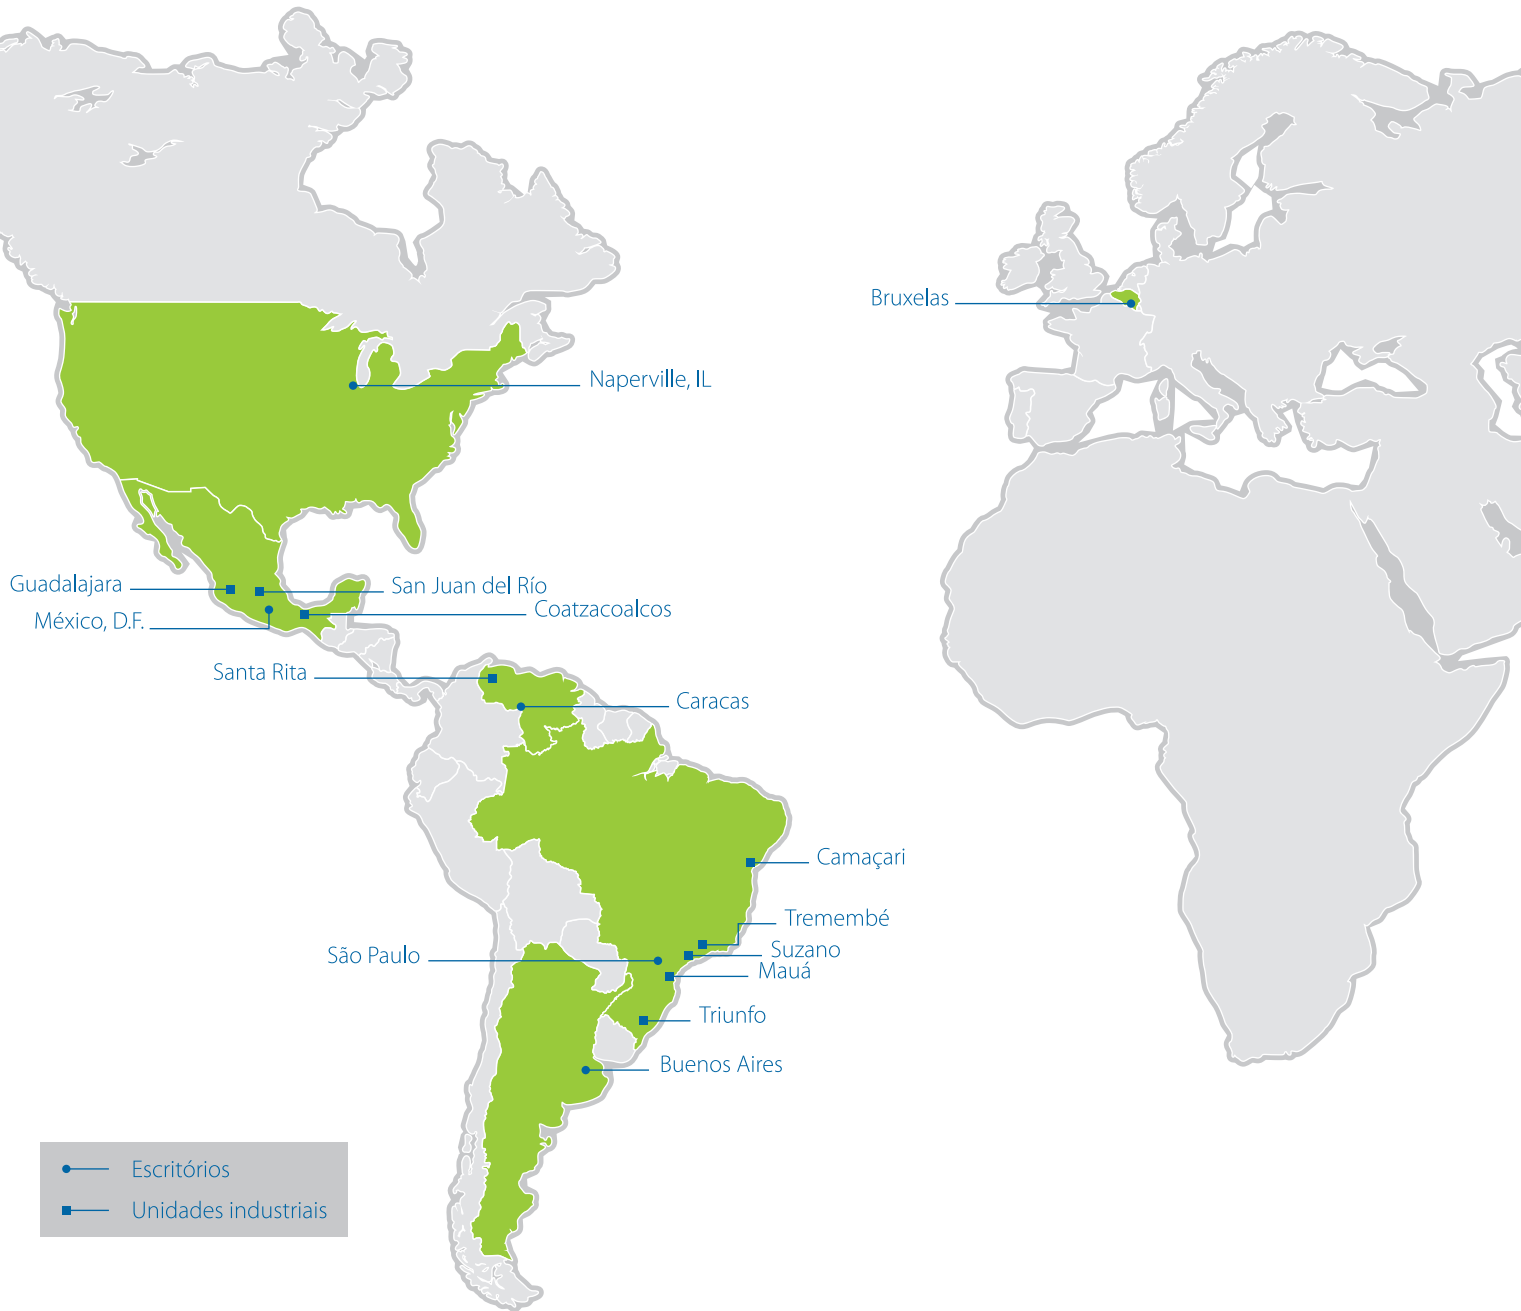 Bruxelas
Naperville, IL
Guadalajara
San Juan del Río
Coatzacoalcos
México, D.F.
Santa Rita
Caracas
Camaçari
Tremembé
Suzano
São Paulo
Mauá
Triunfo
Buenos Aires
Escritórios
Unidades industriais